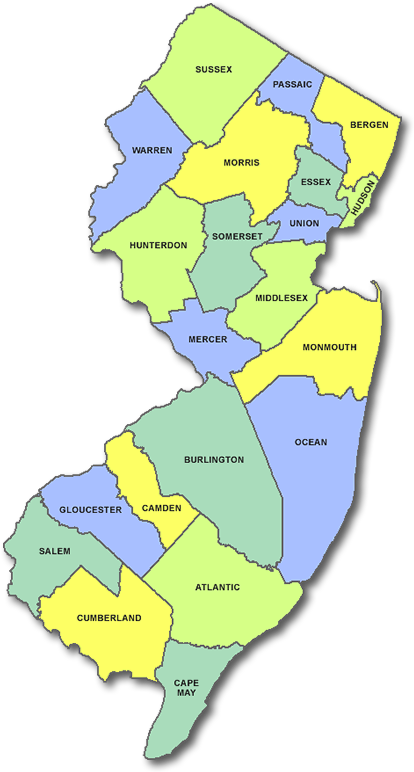 SUSSEX
PASSAIC
BERGEN
WARREN
MORRIS
ESSEX
HUDSON
UNION
SOMERSET
HUNTERDON
MIDDLESEX
MERCER
MONMOUTH
OCEAN
BURLINGTON
CAMDEN
GLOUCESTER
SALEM
ATLANTIC
CUMBERLAND
CAPE
MAY